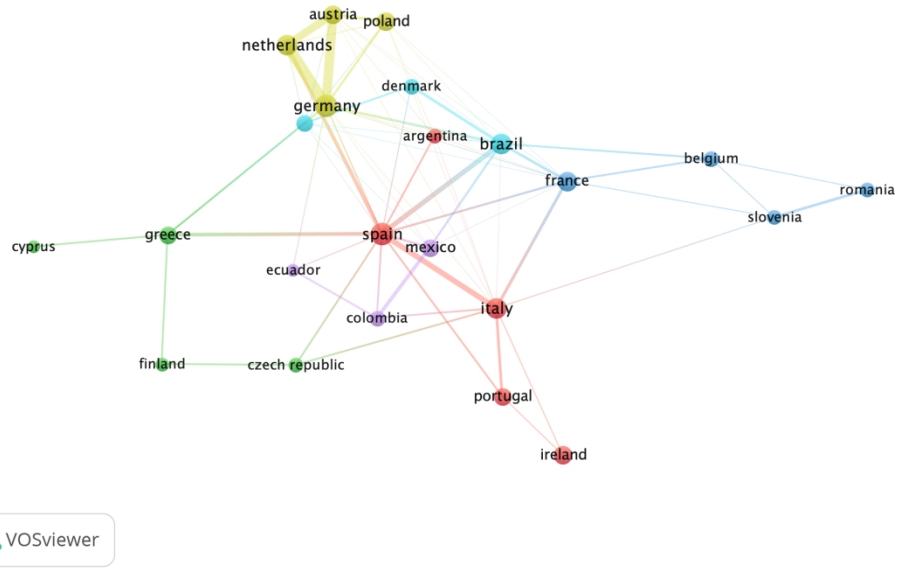 austria
poland
netherlands
denmark
germany
argentina
brazil
belgium
france
romania
slovenia
spain
greece
mexico
cyprus
ecuador
italy
colombia
finland
czech republic
portugal
ireland
VOSviewer